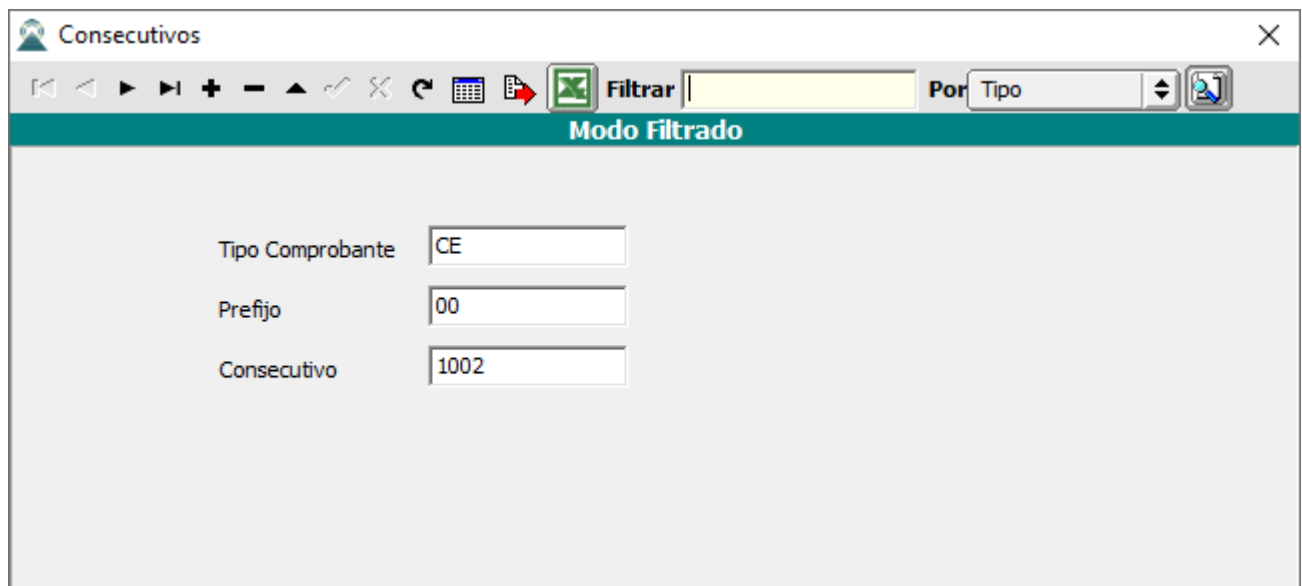 Consecutivos
Filtrar Por Tipo
Modo Filtrado
Tipo Comprobante CE
Prefijo 00
Consecutivo 1002